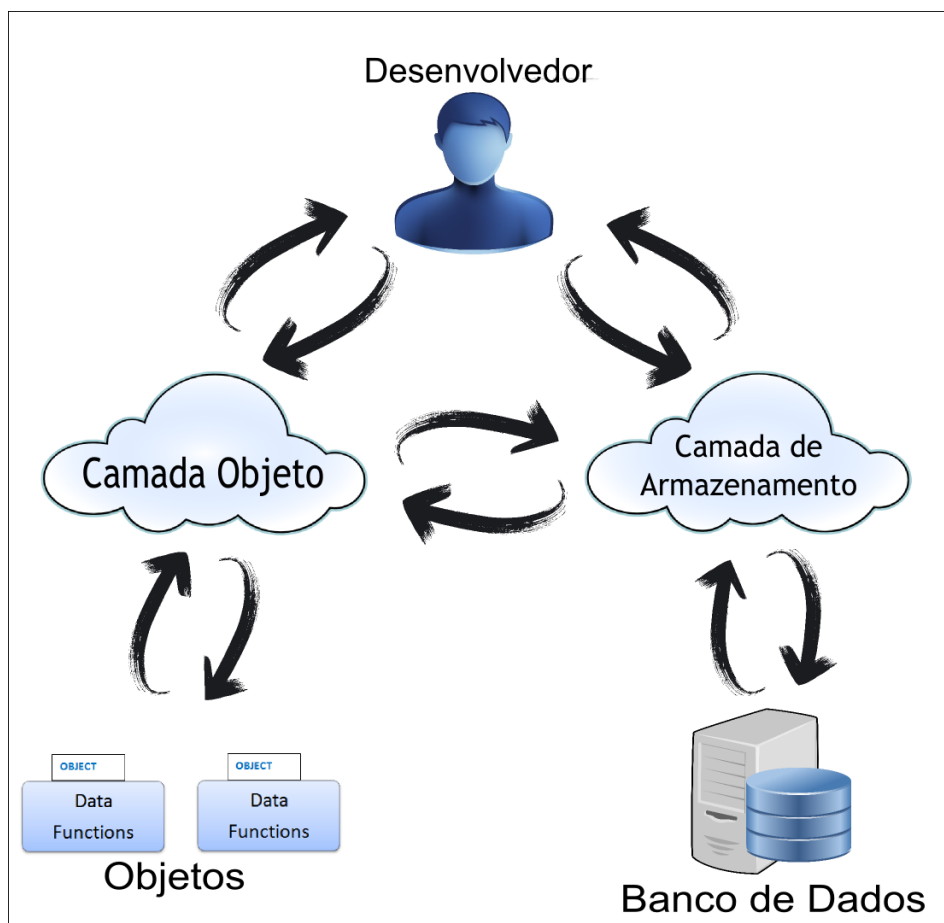 Desenvolvedor
Camada Objeto
Camada de
Armazenamento
OBJECT
Data
Functions
OBJECT
Data
Functions
Objetos
Banco de Dados